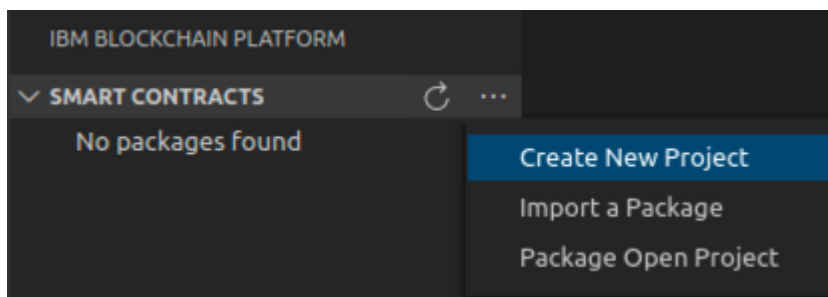 IBM BLOCKCHAIN PLATFORM
SMART CONTRACTS
No packages found
Create New Project
Import a Package
Package Open Project